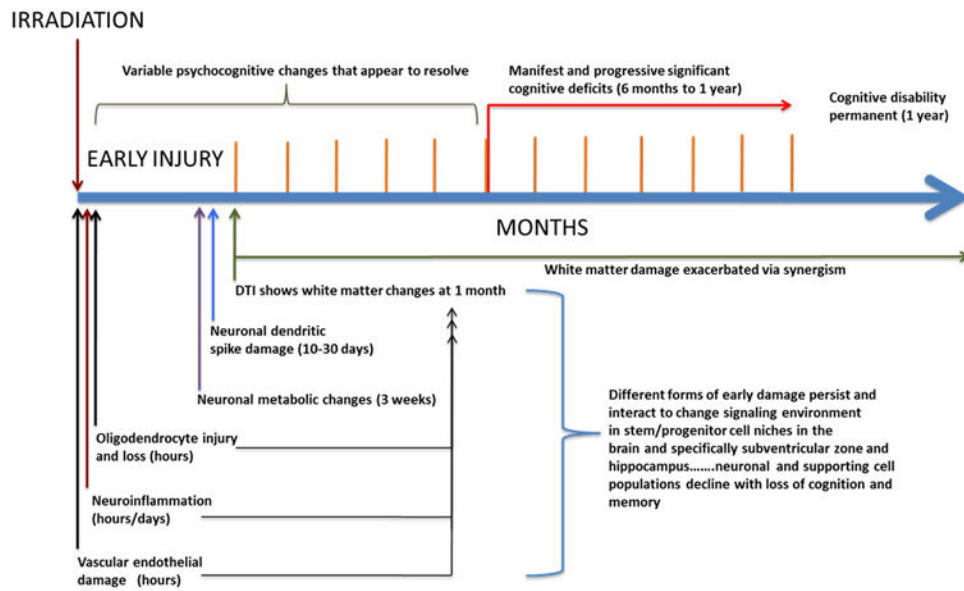 IRRADIATION
Variable psychocognitive changes that appear to resolve
Manifest and progressive significant
cognitive deficits (6 months to 1 year)
Cognitive disability
permanent (1 year)
EARLY INJURY
MONTHS
White matter damage exacerbated via synergism
DTI shows white matter changes at 1 month
Neuronal dendritic
spike damage (10-30 days)
Neuronal metabolic changes (3 weeks)
Oligodendrocyte injury
and loss (hours)
Neuroinflammation
(hours/days)
Vascular endothelial
damage (hours)
Different forms of early damage persist and
interact to change signaling environment
in stem/progenitor cell niches in the
brain and specifically subventricular zone and
hippocampus.......neuronal and supporting cell
populations decline with loss of cognition and
memory